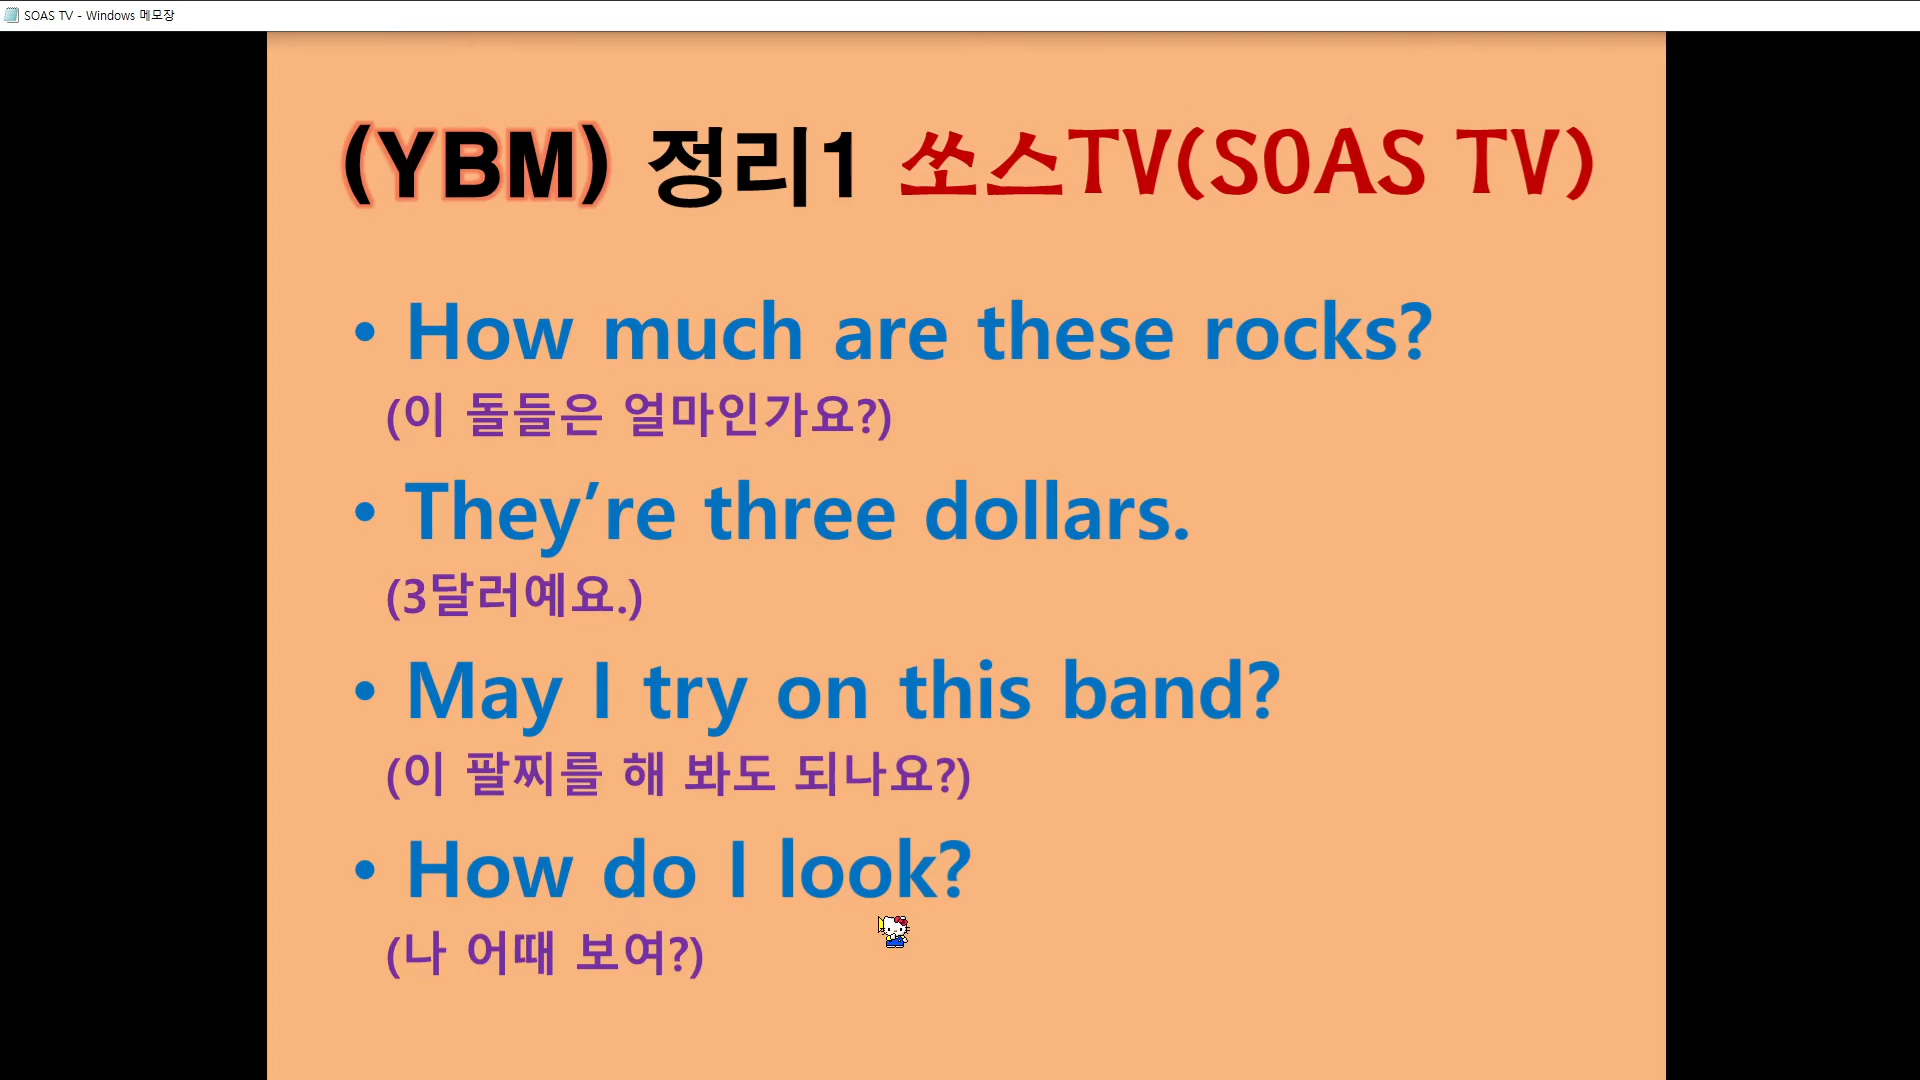 SOAS TV - Windows 메모장
(YBM) 정리1 쏘스TV(SOAS TV)
• How much are these rocks?
(이 돌들은 얼마인가요?)
• They’re three dollars.
(3달러예요.)
• May I try on this band?
(이 팔찌를 해 봐도 되나요?)
• How do I look?
(나 어때 보여?)